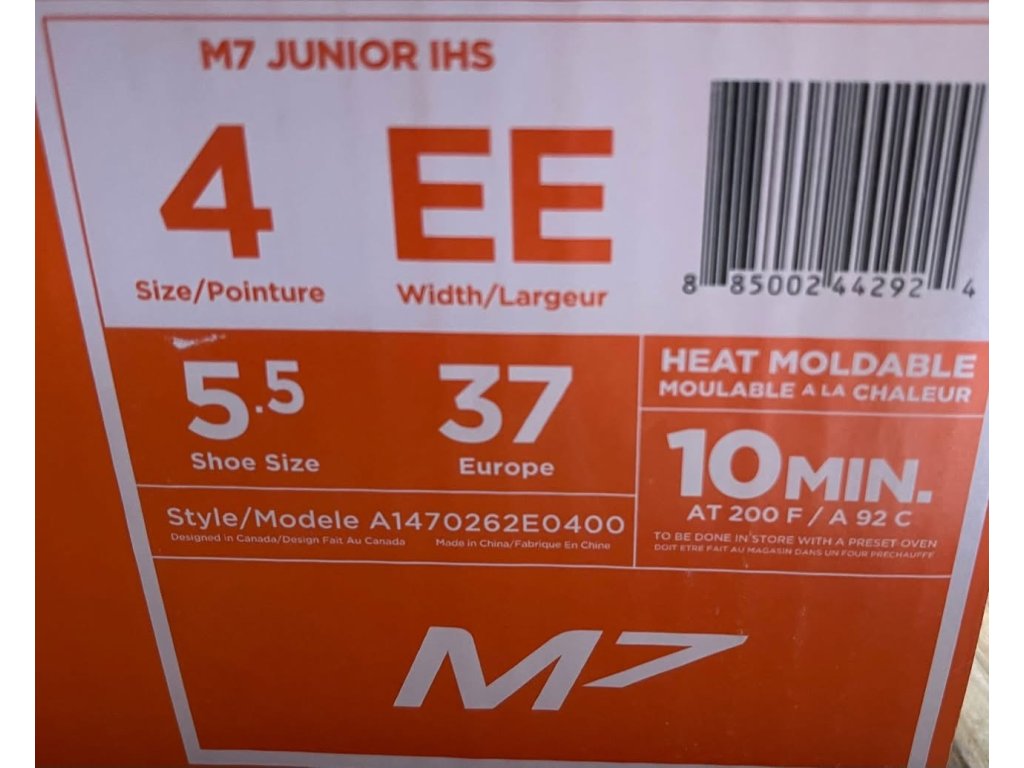 M7 JUNIOR IHS
4 EE
Size/Pointure Width/Largeur
8 85002 44292 4
5.5 37
Shoe Size Europe
HEAT MOLDABLE
MOULABLE A LA CHALEUR
10 MIN.
AT 200 F / A 92 C
TO BE DONE IN STORE WITH A PRESET OVEN
DOIT ETRE FAIT AU MAGASIN DANS UN FOUR PRECHAUFFE
Style/Modele A1470262E0400
Designed in Canada/Design Fait Au Canada Made in China/Fabrique En Chine
M7